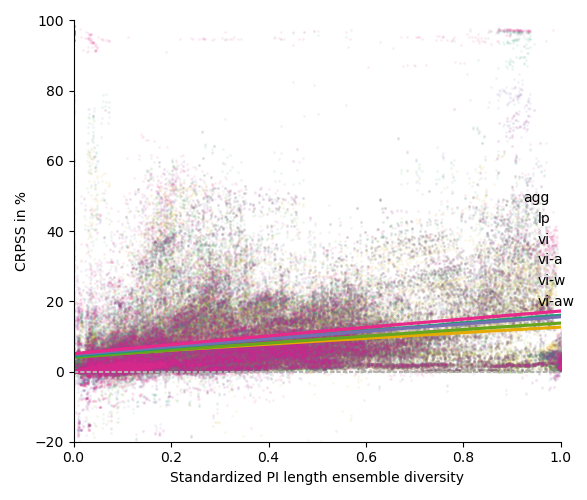 100
80
60
40
20
0
−20
CRPSS in %
agg
lp
vi
vi-a
vi-w
vi-aw
0.0 0.2 0.4 0.6 0.8 1.0
Standardized PI length ensemble diversity